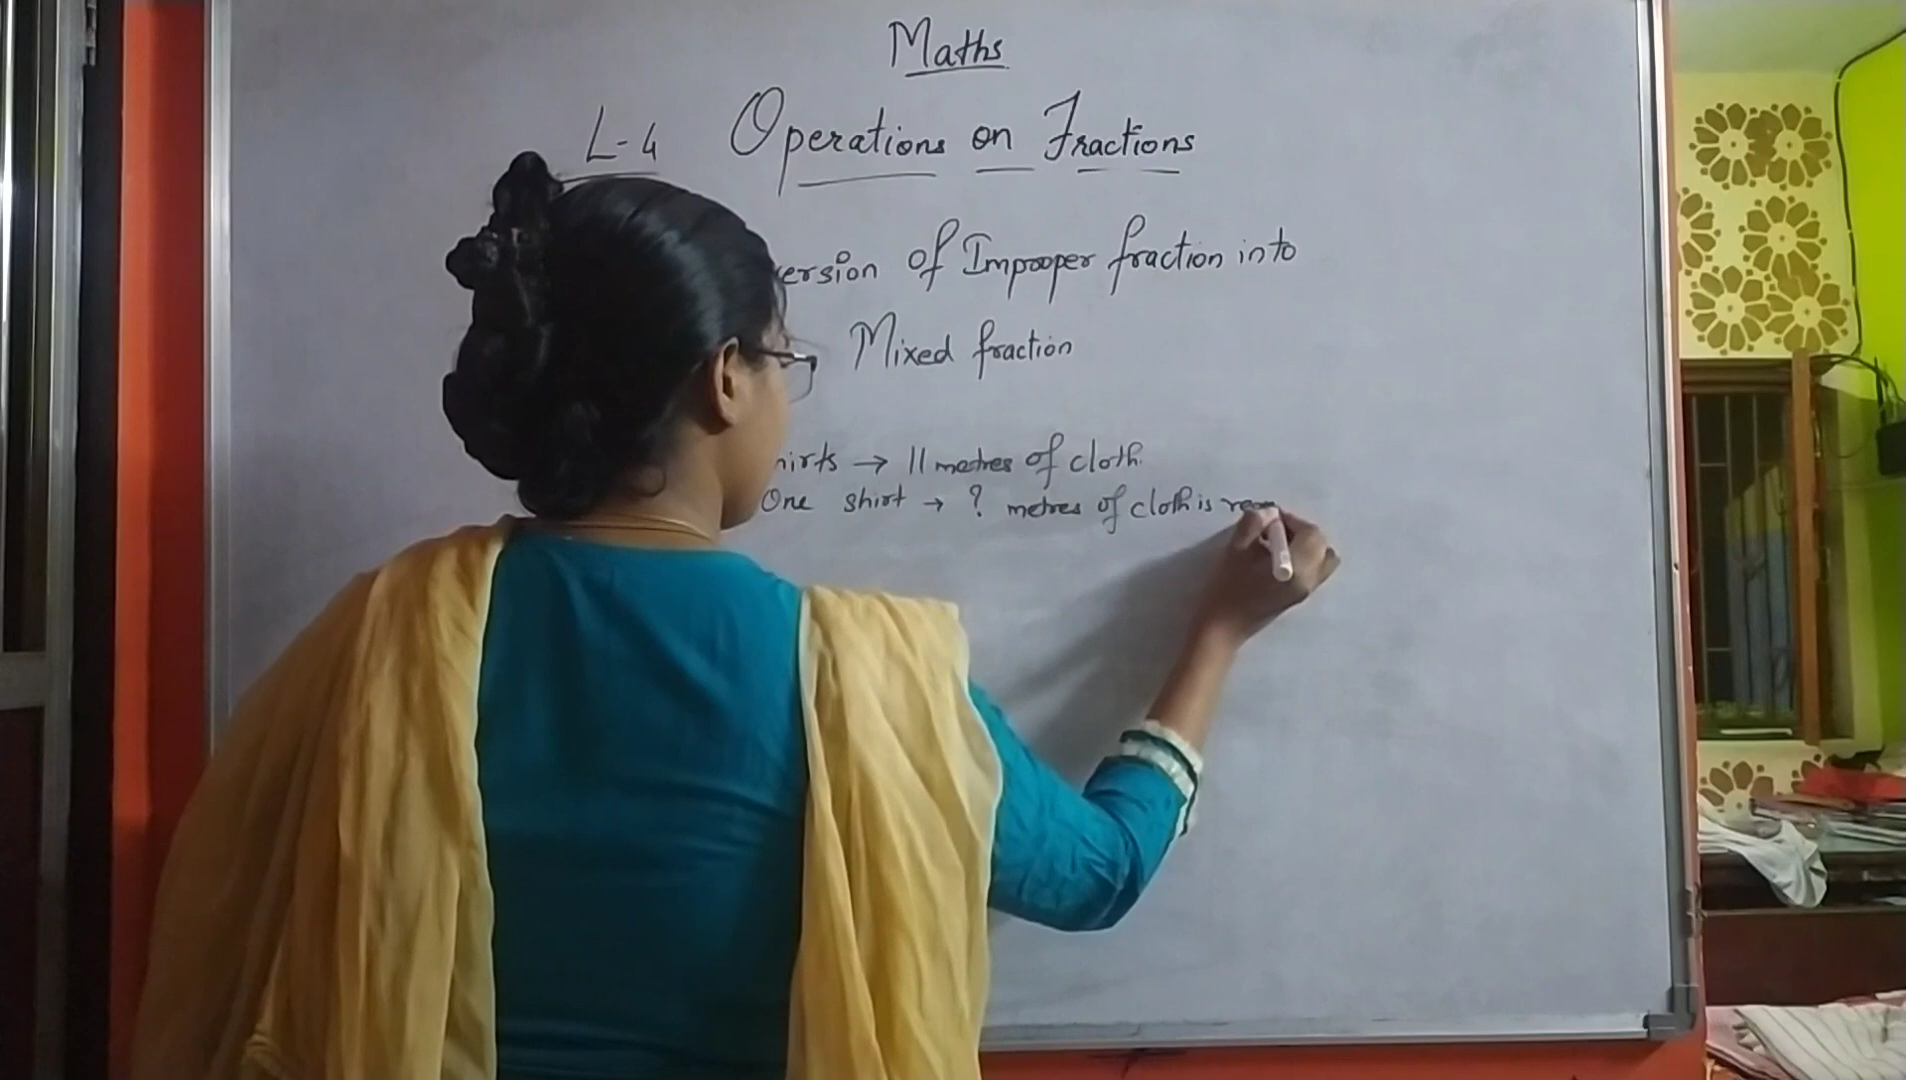 Maths
L-4 Operations on Fractions
ersion of Improper fraction into
Mixed fraction
hirts → 11 metres of cloth.
One shirt → ? metres of cloth is